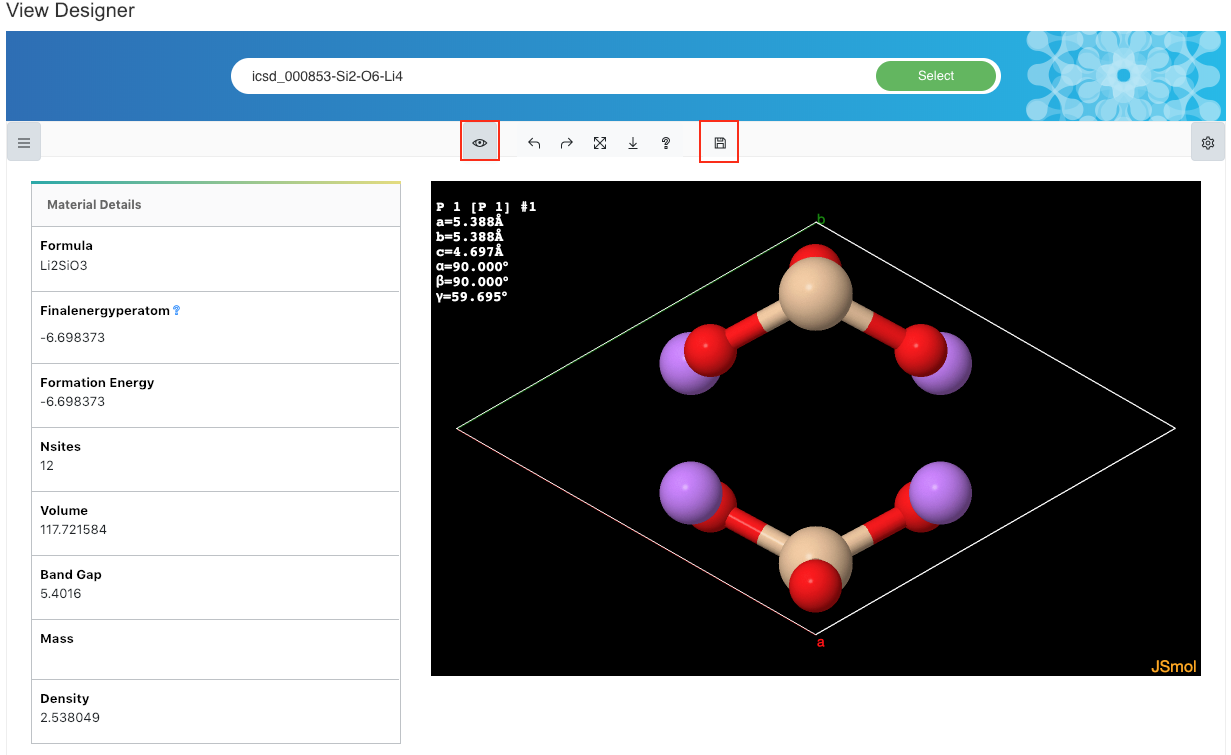 View Designer
icsd_000853-Si2-O6-Li4
Select
Material Details
Formula
Li2SiO3
Finalenergyperatom ?
-6.698373
Formation Energy
-6.698373
Nsites
12
Volume
117.721584
Band Gap
5.4016
Mass
Density
2.538049
P 1 [P 1] #1
a=5.388Å
b=5.388Å
c=4.697Å
α=90.000°
β=90.000°
γ=59.695°
b
a
JSmol